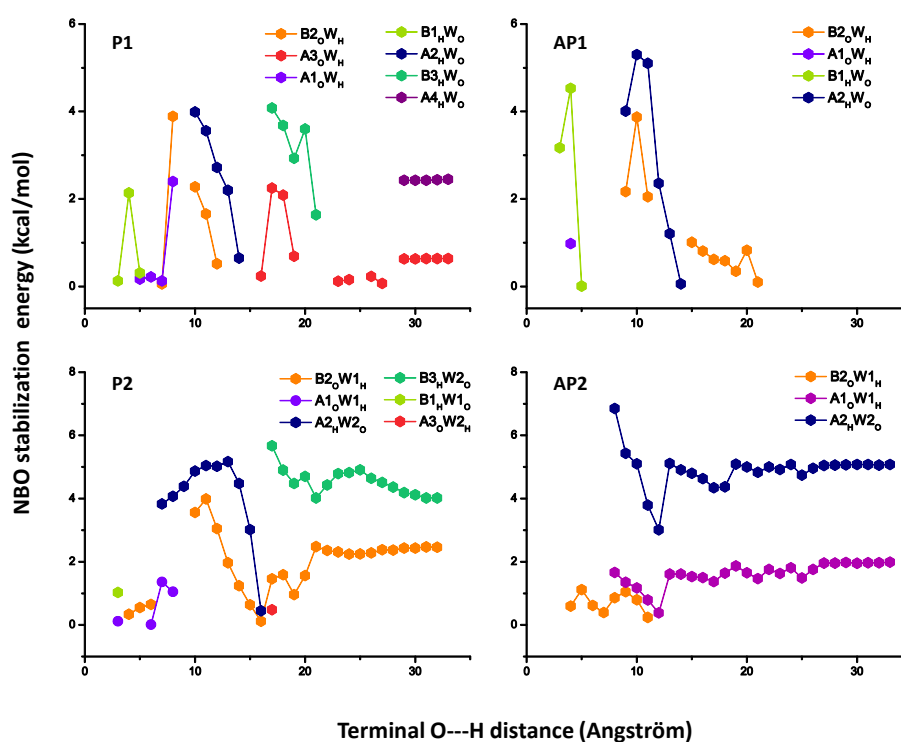 NBO stabilization energy (kcal/mol)
P1
B2OWH
A3OWH
A1OWH
B1HWO
A2HWO
B3HWO
A4HWO
6
4
2
0
0 10 20 30
AP1
B2OWH
A1OWH
B1HWO
A2HWO
6
4
2
0
0 10 20 30
P2
B2OW1H
A1OW1H
A2HW2O
B3HW2O
B1HW1O
A3OW2H
8
6
4
2
0
0 10 20 30
AP2
B2OW1H
A1OW1H
A2HW2O
8
6
4
2
0
0 10 20 30
Terminal O---H distance (Angström)